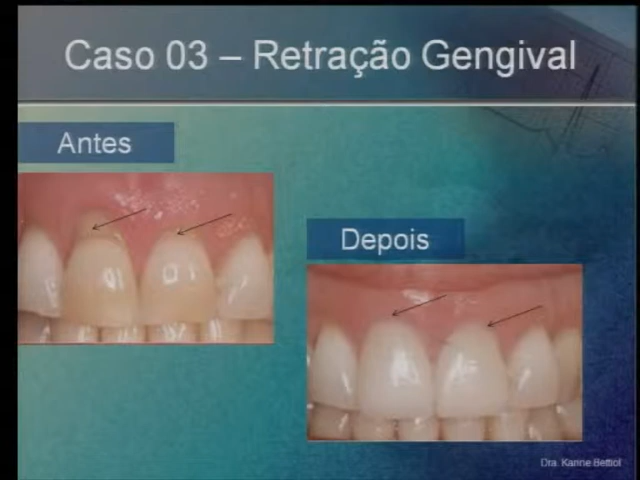 Caso 03 – Retração Gengival
Antes
Depois
Dra. Karine Bettiol